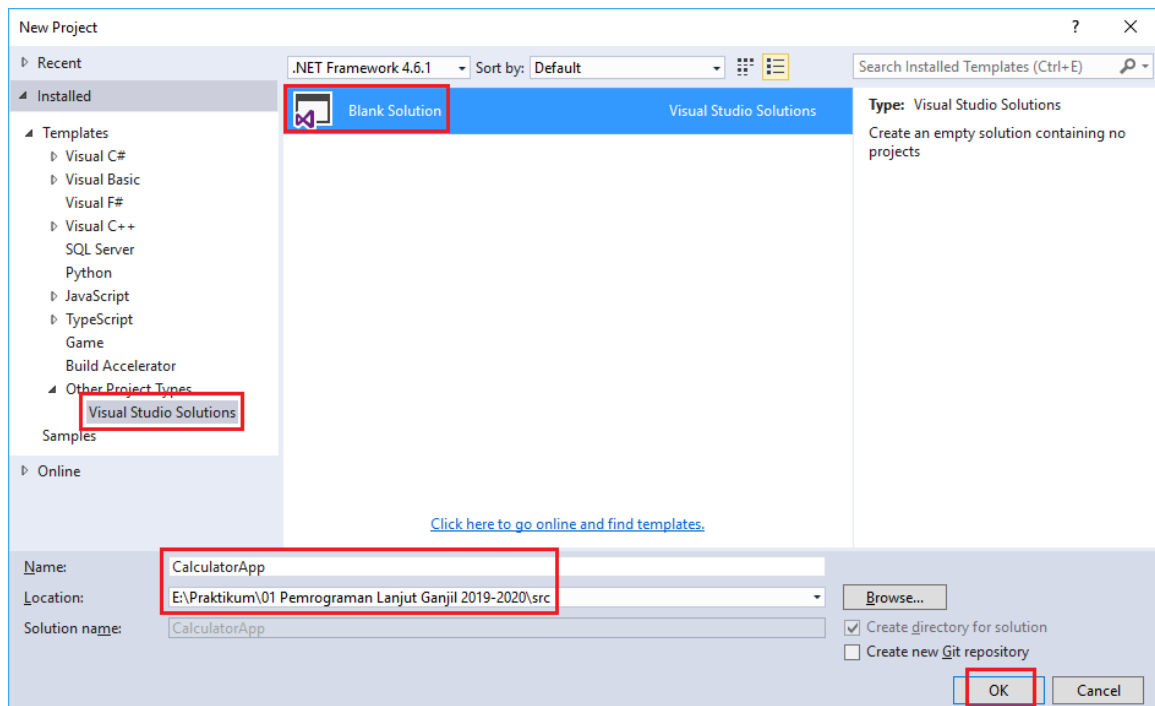 New Project
?
Recent
.NET Framework 4.6.1 Sort by: Default
Search Installed Templates (Ctrl+E)
Installed
Templates
Visual C#
Visual Basic
Visual F#
Visual C++
SQL Server
Python
JavaScript
TypeScript
Game
Build Accelerator
Other Project Types
Visual Studio Solutions
Samples
Online
Blank Solution Visual Studio Solutions
Type: Visual Studio Solutions
Create an empty solution containing no
projects
Click here to go online and find templates.
Name: CalculatorApp
Location: E:\Praktikum\01 Pemrograman Lanjut Ganjil 2019-2020\src
Browse...
Solution name: CalculatorApp
Create directory for solution
Create new Git repository
OK Cancel